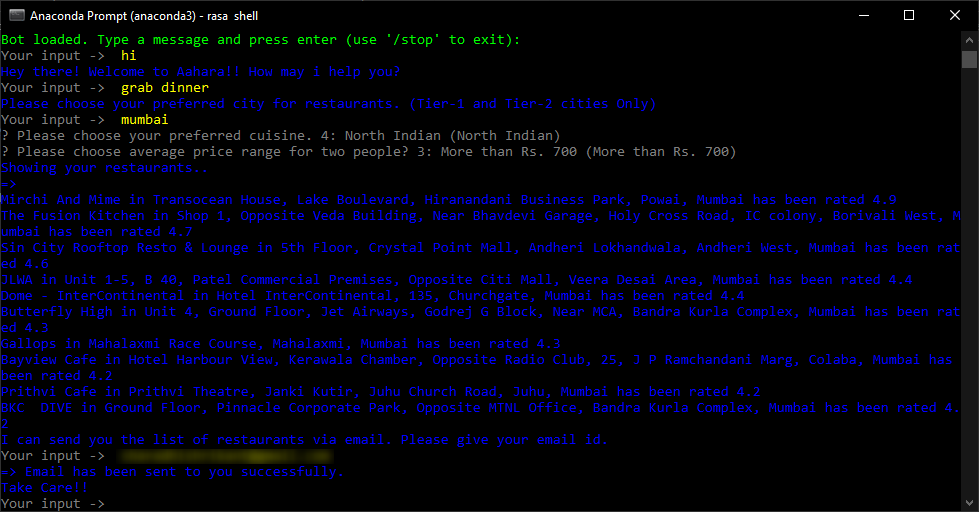 Anaconda Prompt (anaconda3) - rasa shell
Bot loaded. Type a message and press enter (use '/stop' to exit):
Your input -> hi
Hey there! Welcome to Aahara!! How may i help you?
Your input -> grab dinner
Please choose your preferred city for restaurants. (Tier-1 and Tier-2 cities Only)
Your input -> mumbai
? Please choose your preferred cuisine. 4: North Indian (North Indian)
? Please choose average price range for two people? 3: More than Rs. 700 (More than Rs. 700)
Showing your restaurants..
=>
Mirchi And Mime in Transocean House, Lake Boulevard, Hiranandani Business Park, Powai, Mumbai has been rated 4.9
The Fusion Kitchen in Shop 1, Opposite Veda Building, Near Bhavdevi Garage, Holy Cross Road, IC colony, Borivali West, M
umbai has been rated 4.7
Sin City Rooftop Resto & Lounge in 5th Floor, Crystal Point Mall, Andheri Lokhandwala, Andheri West, Mumbai has been rat
ed 4.6
JLWA in Unit 1-5, B 40, Patel Commercial Premises, Opposite Citi Mall, Veera Desai Area, Mumbai has been rated 4.4
Dome - InterContinental in Hotel InterContinental, 135, Churchgate, Mumbai has been rated 4.4
Butterfly High in Unit 4, Ground Floor, Jet Airways, Godrej G Block, Near MCA, Bandra Kurla Complex, Mumbai has been rat
ed 4.3
Gallops in Mahalaxmi Race Course, Mahalaxmi, Mumbai has been rated 4.3
Bayview Cafe in Hotel Harbour View, Kerawala Chamber, Opposite Radio Club, 25, J P Ramchandani Marg, Colaba, Mumbai has
been rated 4.2
Prithvi Cafe in Prithvi Theatre, Janki Kutir, Juhu Church Road, Juhu, Mumbai has been rated 4.2
BKC  DIVE in Ground Floor, Pinnacle Corporate Park, Opposite MTNL Office, Bandra Kurla Complex, Mumbai has been rated 4.
2
I can send you the list of restaurants via email. Please give your email id.
Your input ->
=> Email has been sent to you successfully.
Take Care!!
Your input ->